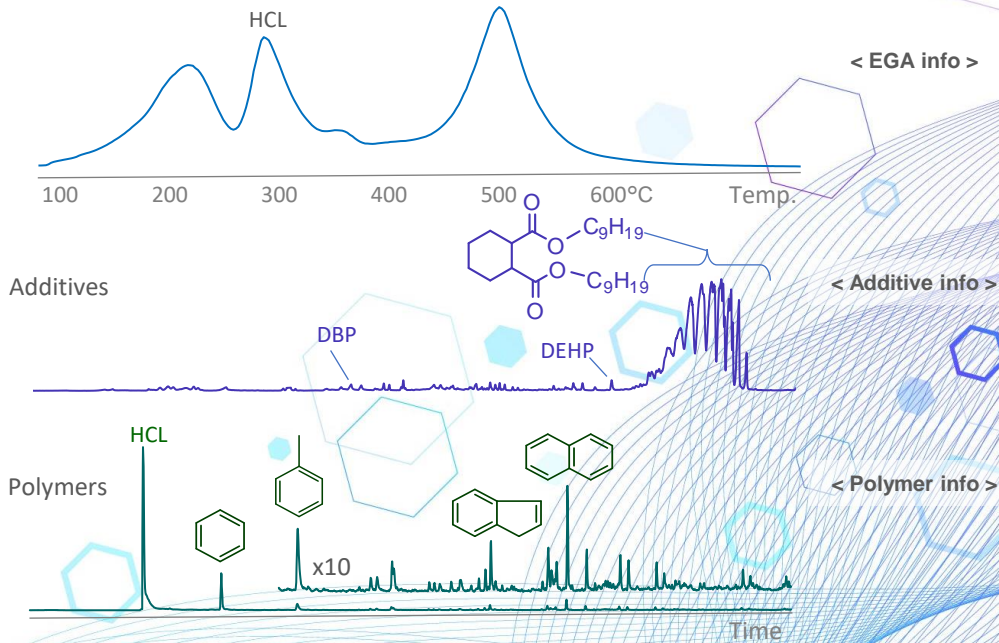 HCL
< EGA info >
100 200 300 400 500 600°C Temp.
O
O
C₉H₁₉
O
C₉H₁₉
O
Additives
< Additive info >
DBP
DEHP
HCL
Polymers
< Polymer info >
x10
Time